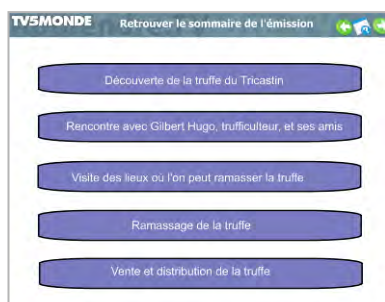 TV5MONDE
Retrouver le sommaire de l'émission
Découverte de la truffe du Tricastin
Rencontre avec Gilbert Hugo, trufficulteur, et ses amis
Visite des lieux où l'on peut ramasser la truffe
Ramassage de la truffe
Vente et distribution de la truffe